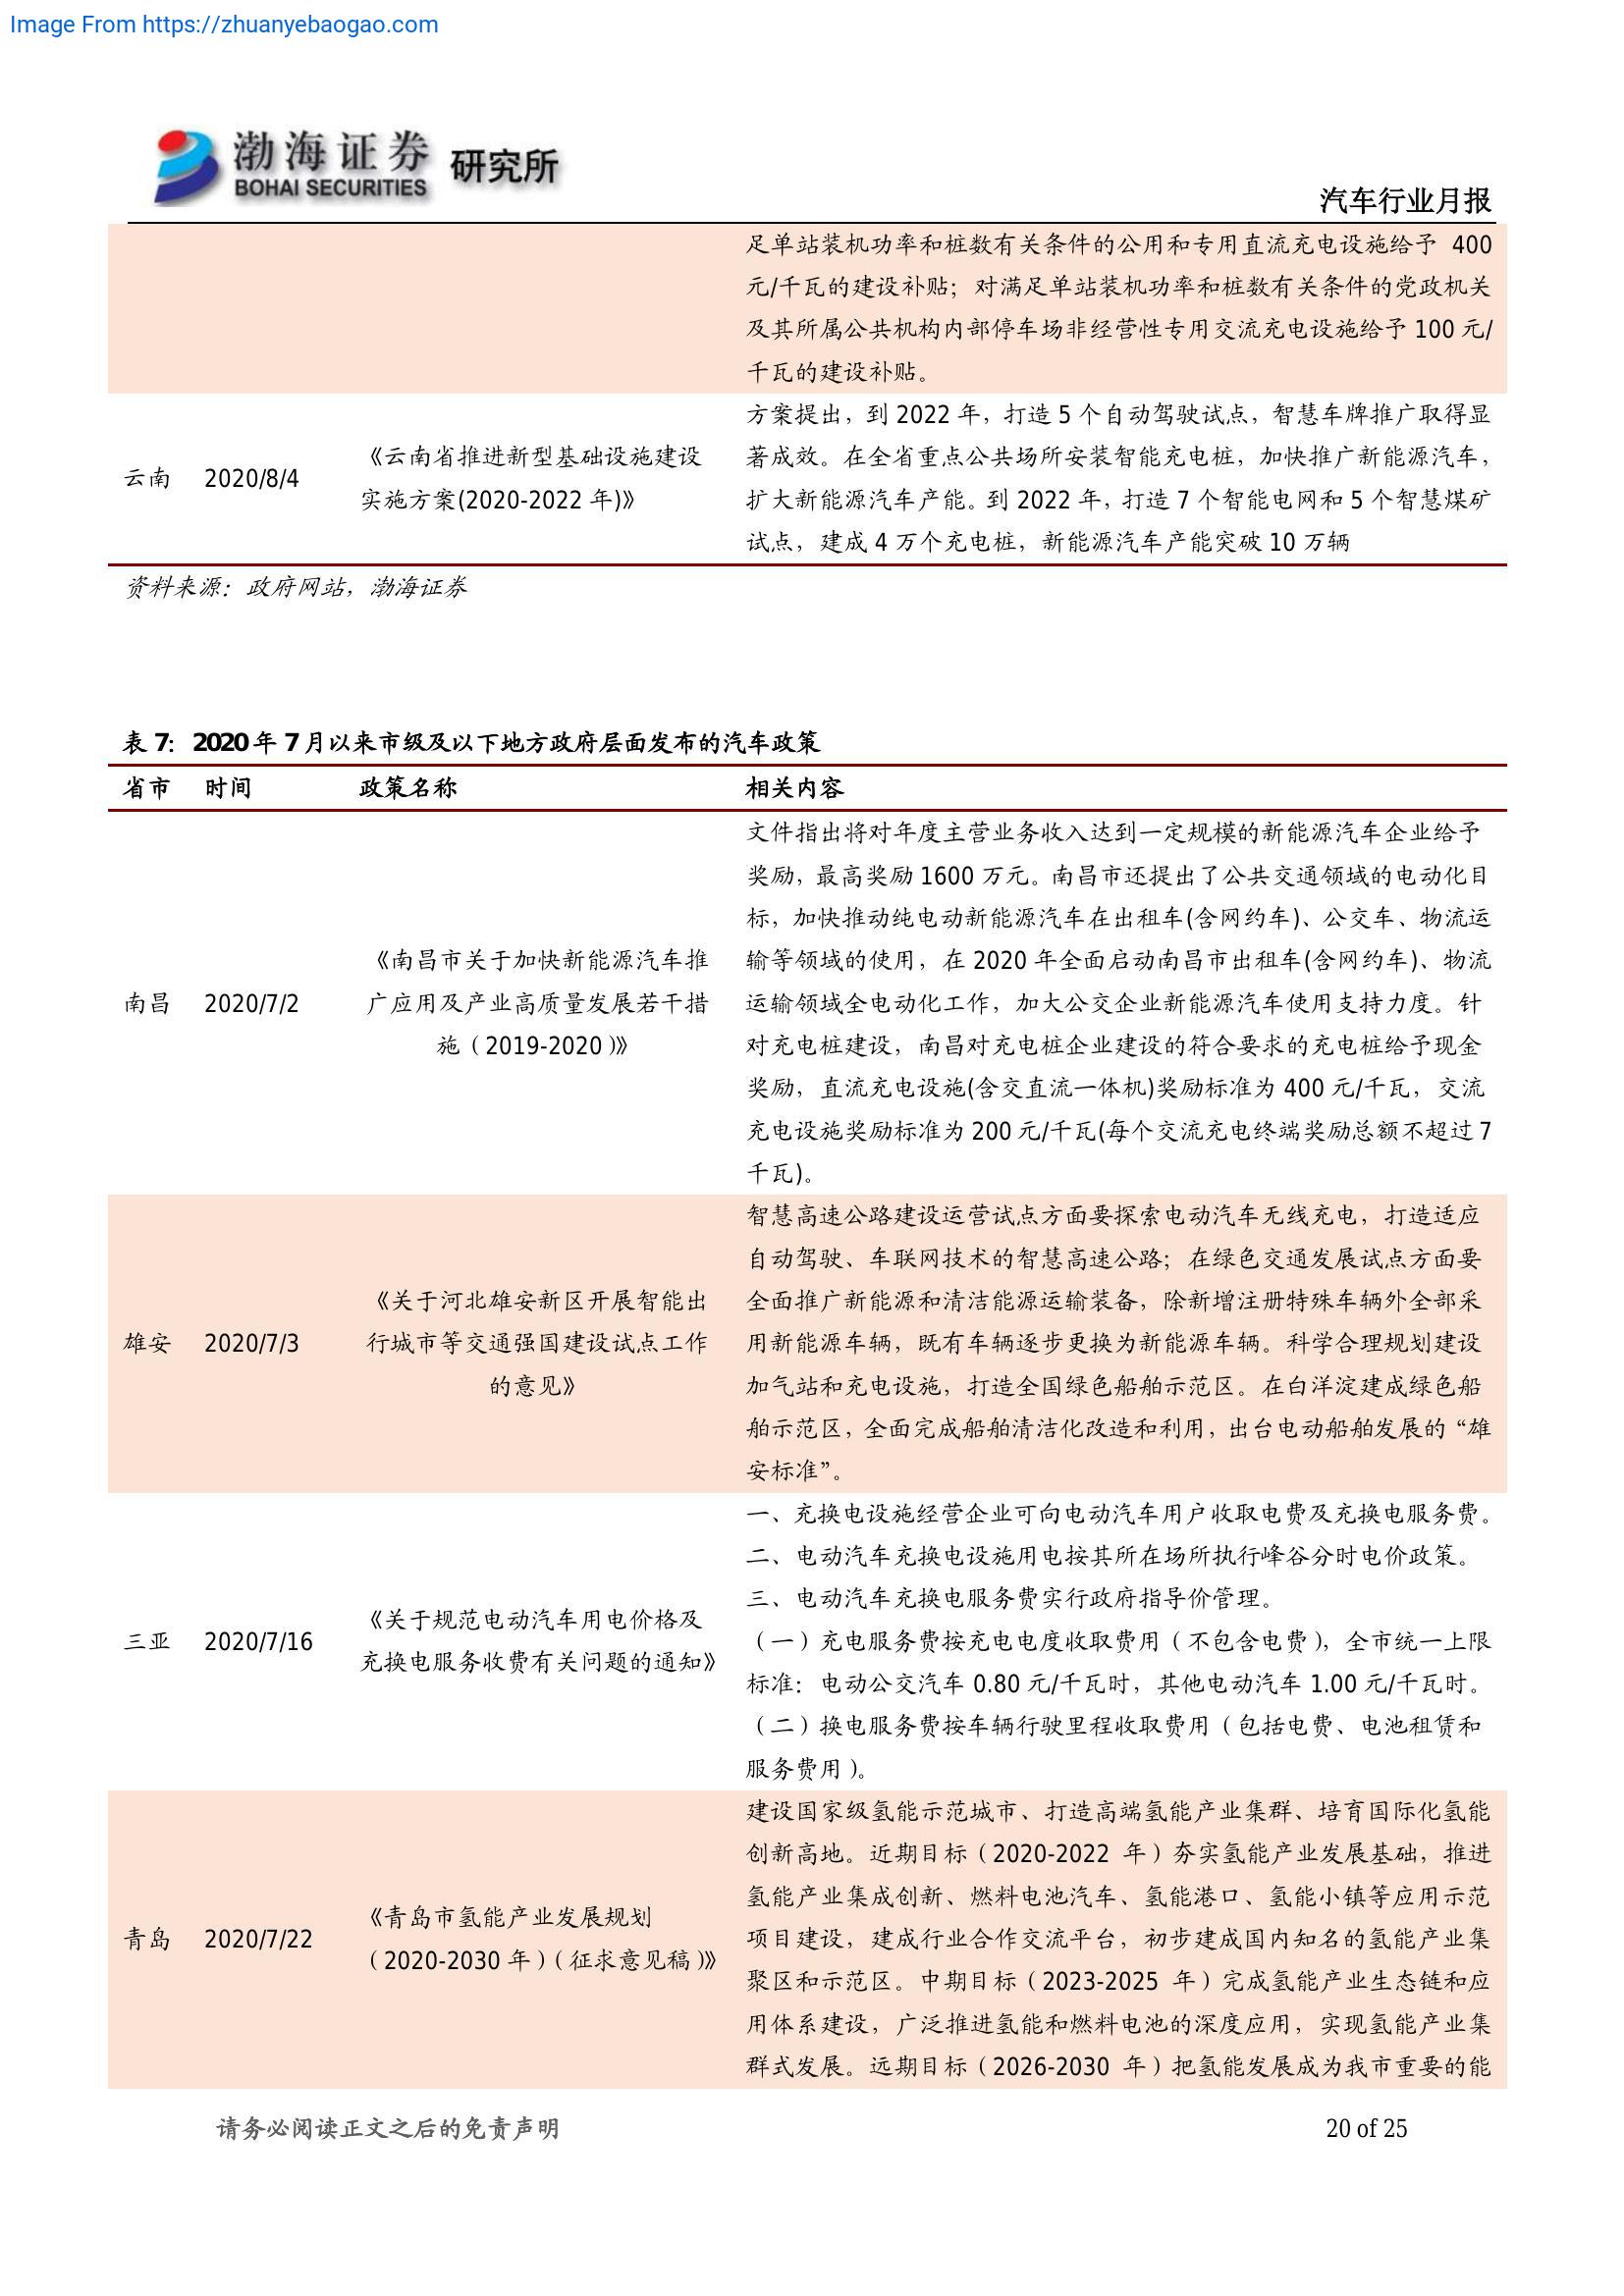 Image From https://zhuanyebaogao.com
渤海证券 研究所
BOHAI SECURITIES
汽车行业月报
足单站装机功率和桩数有关条件的公用和专用直流充电设施给予 400
元/千瓦的建设补贴；对满足单站装机功率和桩数有关条件的党政机关
及其所属公共机构内部停车场非经营性专用交流充电设施给予 100 元/
千瓦的建设补贴。
云南 2020/8/4
《云南省推进新型基础设施建设
实施方案(2020-2022 年)》
方案提出，到 2022 年，打造 5 个自动驾驶试点，智慧车牌推广取得显
著成效。在全省重点公共场所安装智能充电桩，加快推广新能源汽车，
扩大新能源汽车产能。到 2022 年，打造 7 个智能电网和 5 个智慧煤矿
试点，建成 4 万个充电桩，新能源汽车产能突破 10 万辆
资料来源：政府网站，渤海证券
表 7：2020 年 7 月以来市级及以下地方政府层面发布的汽车政策
省市 时间 政策名称 相关内容
南昌 2020/7/2
《南昌市关于加快新能源汽车推
广应用及产业高质量发展若干措
施（2019-2020）》
文件指出将对年度主营业务收入达到一定规模的新能源汽车企业给予
奖励，最高奖励 1600 万元。南昌市还提出了公共交通领域的电动化目
标，加快推动纯电动新能源汽车在出租车(含网约车)、公交车、物流运
输等领域的使用，在 2020 年全面启动南昌市出租车(含网约车)、物流
运输领域全电动化工作，加大公交企业新能源汽车使用支持力度。针
对充电桩建设，南昌对充电桩企业建设的符合要求的充电桩给予现金
奖励，直流充电设施(含交直流一体机)奖励标准为 400 元/千瓦，交流
充电设施奖励标准为 200 元/千瓦(每个交流充电终端奖励总额不超过 7
千瓦)。
雄安 2020/7/3
《关于河北雄安新区开展智能出
行城市等交通强国建设试点工作
的意见》
智慧高速公路建设运营试点方面要探索电动汽车无线充电，打造适应
自动驾驶、车联网技术的智慧高速公路；在绿色交通发展试点方面要
全面推广新能源和清洁能源运输装备，除新增注册特殊车辆外全部采
用新能源车辆，既有车辆逐步更换为新能源车辆。科学合理规划建设
加气站和充电设施，打造全国绿色船舶示范区。在白洋淀建成绿色船
舶示范区，全面完成船舶清洁化改造和利用，出台电动船舶发展的“雄
安标准”。
三亚 2020/7/16
《关于规范电动汽车用电价格及
充换电服务收费有关问题的通知》
一、充换电设施经营企业可向电动汽车用户收取电费及充换电服务费。
二、电动汽车充换电设施用电按其所在场所执行峰谷分时电价政策。
三、电动汽车充换电服务费实行政府指导价管理。
（一）充电服务费按充电电度收取费用（不包含电费），全市统一上限
标准：电动公交汽车 0.80 元/千瓦时，其他电动汽车 1.00 元/千瓦时。
（二）换电服务费按车辆行驶里程收取费用（包括电费、电池租赁和
服务费用）。
青岛 2020/7/22
《青岛市氢能产业发展规划
（2020-2030 年）（征求意见稿）》
建设国家级氢能示范城市、打造高端氢能产业集群、培育国际化氢能
创新高地。近期目标（2020-2022 年）夯实氢能产业发展基础，推进
氢能产业集成创新、燃料电池汽车、氢能港口、氢能小镇等应用示范
项目建设，建成行业合作交流平台，初步建成国内知名的氢能产业集
聚区和示范区。中期目标（2023-2025 年）完成氢能产业生态链和应
用体系建设，广泛推进氢能和燃料电池的深度应用，实现氢能产业集
群式发展。远期目标（2026-2030 年）把氢能发展成为我市重要的能
请务必阅读正文之后的免责声明
20 of 25